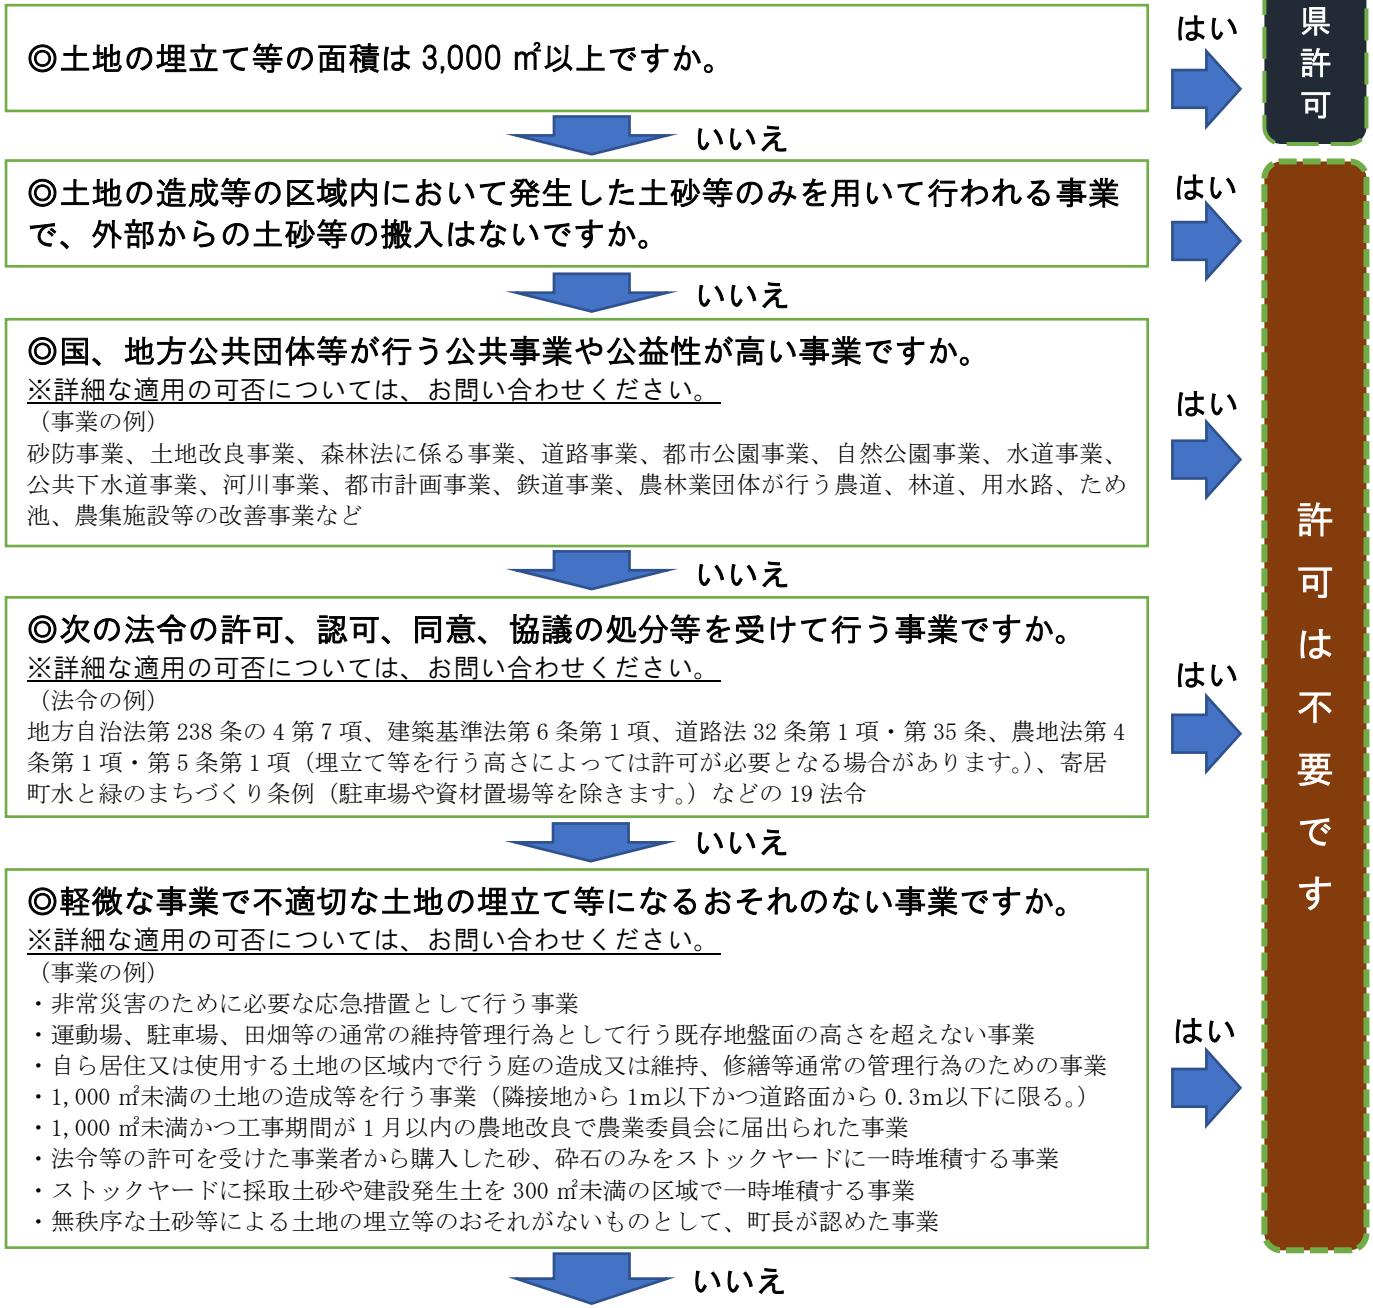 ◎土地の埋立て等の面積は 3,000 ㎡以上ですか。
はい
県許可
いいえ
◎土地の造成等の区域内において発生した土砂等のみを用いて行われる事業
で、外部からの土砂等の搬入はないですか。
はい
いいえ
◎国、地方公共団体等が行う公共事業や公益性が高い事業ですか。
※詳細な適用の可否については、お問い合わせください。
（事業の例）
砂防事業、土地改良事業、森林法に係る事業、道路事業、都市公園事業、自然公園事業、水道事業、
公共下水道事業、河川事業、都市計画事業、鉄道事業、農林業団体が行う農道、林道、用水路、ため
池、農集施設等の改善事業など
はい
いいえ
◎次の法令の許可、認可、同意、協議の処分等を受けて行う事業ですか。
※詳細な適用の可否については、お問い合わせください。
（法令の例）
地方自治法第 238 条の 4 第 7 項、建築基準法第 6 条第 1 項、道路法 32 条第 1 項・第 35 条、農地法第 4
条第 1 項・第 5 条第 1 項（埋立て等を行う高さによっては許可が必要となる場合があります。）、寄居
町水と緑のまちづくり条例（駐車場や資材置場等を除きます。）などの 19 法令
はい
いいえ
◎軽微な事業で不適切な土地の埋立て等になるおそれのない事業ですか。
※詳細な適用の可否については、お問い合わせください。
（事業の例）
・非常災害のために必要な応急措置として行う事業
・運動場、駐車場、田畑等の通常の維持管理行為として行う既存地盤面の高さを超えない事業
・自ら居住又は使用する土地の区域内で行う庭の造成又は維持、修繕等通常の管理行為のための事業
・1,000 ㎡未満の土地の造成等を行う事業（隣接地から 1ｍ以下かつ道路面から 0.3ｍ以下に限る。）
・1,000 ㎡未満かつ工事期間が 1 月以内の農地改良で農業委員会に届出られた事業
・法令等の許可を受けた事業者から購入した砂、砕石のみをストックヤードに一時堆積する事業
・ストックヤードに採取土砂や建設発生土を 300 ㎡未満の区域で一時堆積する事業
・無秩序な土砂等による土地の埋立等のおそれがないものとして、町長が認めた事業
はい
許可は不要です
いいえ